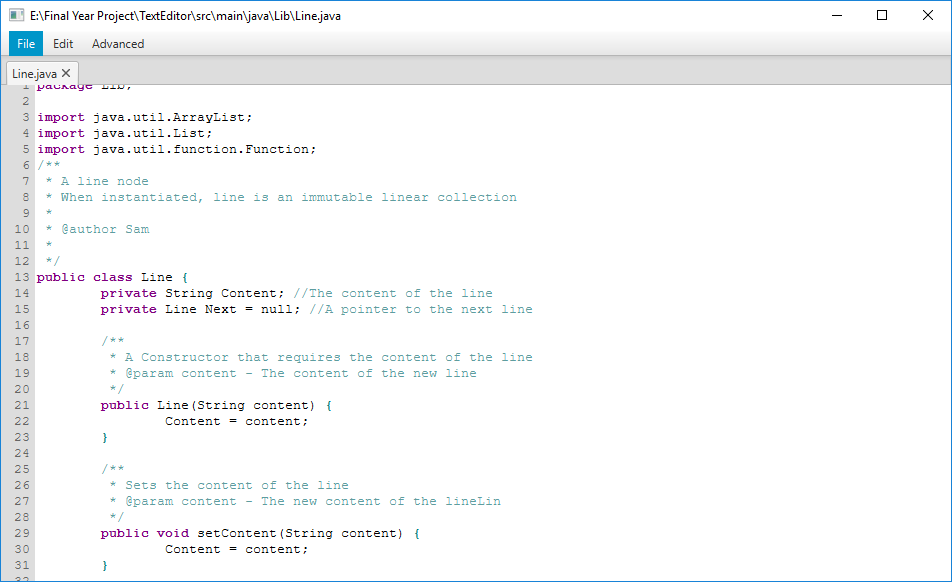 E:\Final Year Project\TextEditor\src\main\java\Lib\Line.java
File Edit Advanced
Line.java
1 package Lib;
2
3 import java.util.ArrayList;
4 import java.util.List;
5 import java.util.function.Function;
6 /**
7  * A line node
8  * When instantiated, line is an immutable linear collection
9  *
10  * @author Sam
11  *
12  */
13 public class Line {
14         private String Content; //The content of the line
15         private Line Next = null; //A pointer to the next line
16
17         /**
18          * A Constructor that requires the content of the line
19          * @param content - The content of the new line
20          */
21         public Line(String content) {
22                 Content = content;
23         }
24
25         /**
26          * Sets the content of the line
27          * @param content - The new content of the lineLin
28          */
29         public void setContent(String content) {
30                 Content = content;
31         }
32